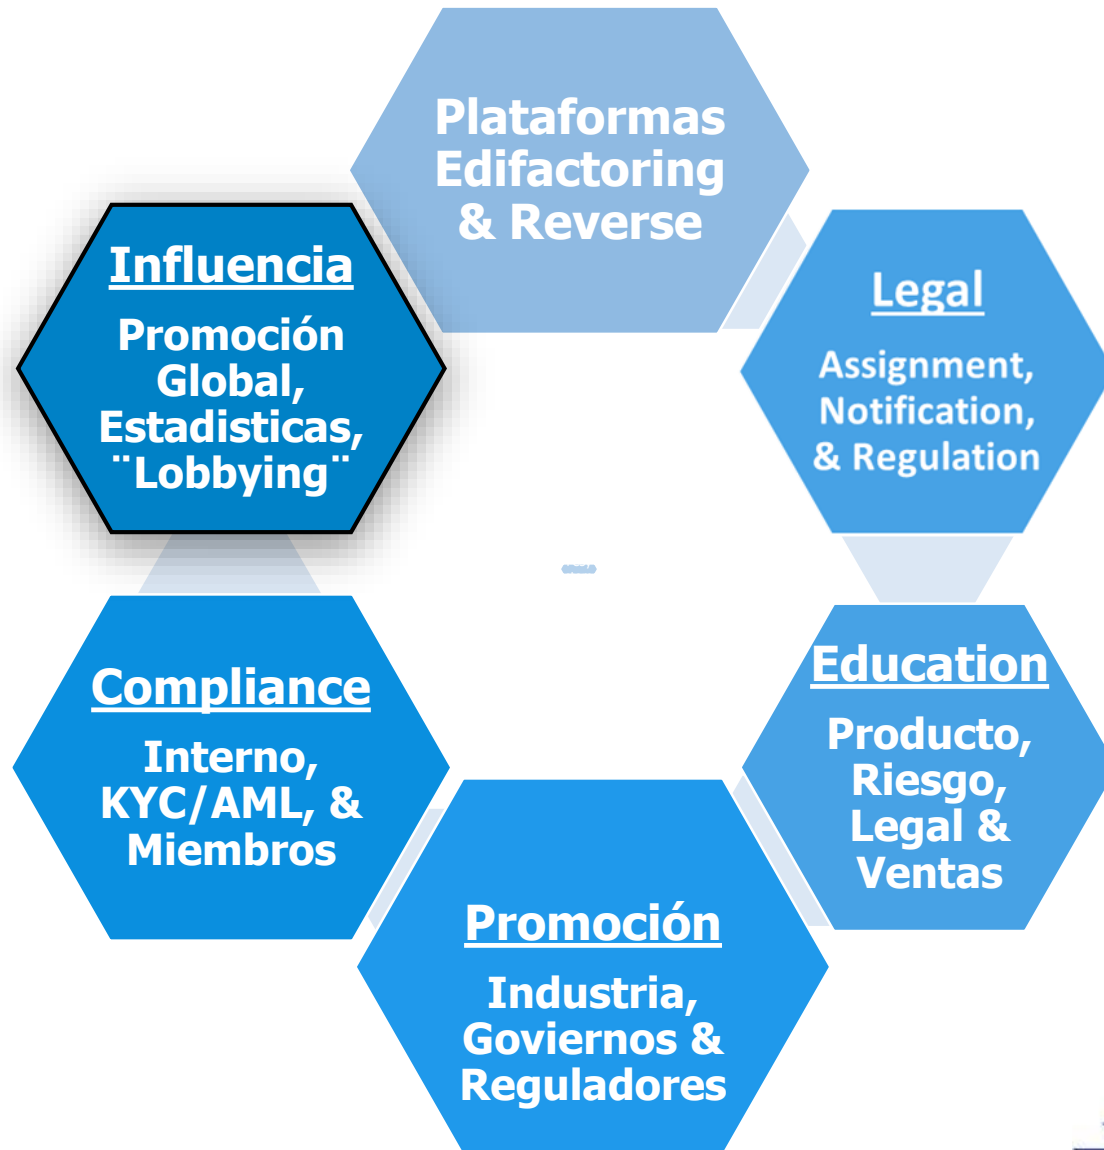 Plataformas
Edifactoring
& Reverse
Legal
Assignment,
Notification,
& Regulation
Education
Producto,
Riesgo,
Legal &
Ventas
Promoción
Industria,
Goviernos &
Reguladores
Compliance
Interno,
KYC/AML, &
Miembros
Influencia
Promoción
Global,
Estadisticas,
¨Lobbying¨